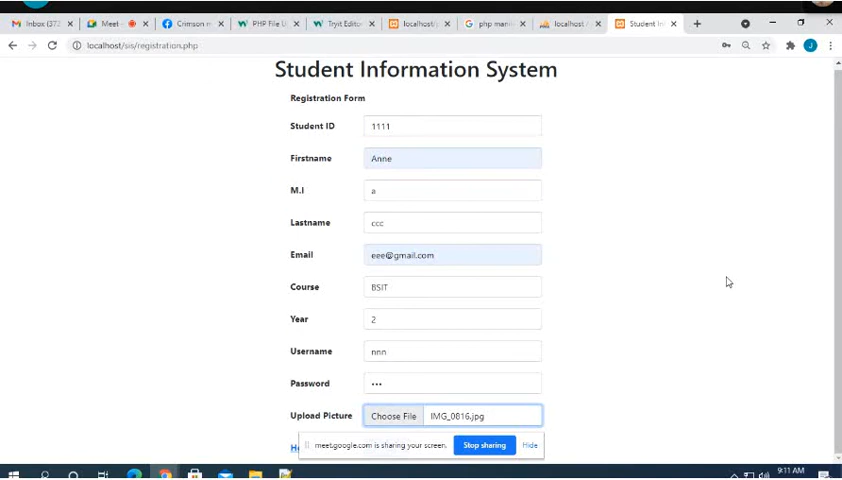 Inbox (372
Meet -
Crimson m
PHP File U
Tryit Editor
localhost/p
php manil
localhost /
Student In
localhost/sis/registration.php
Student Information System
Registration Form
Student ID 1111
Firstname Anne
M.I a
Lastname ccc
Email eee@gmail.com
Course BSIT
Year 2
Username nnn
Password •••
Upload Picture Choose File IMG_0816.jpg
meet.google.com is sharing your screen. Stop sharing Hide
9:11 AM